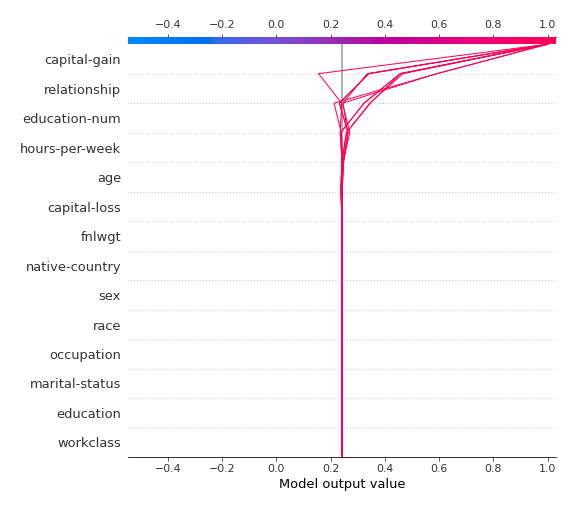 −0.4 −0.2 0.0 0.2 0.4 0.6 0.8 1.0
capital-gain
relationship
education-num
hours-per-week
age
capital-loss
fnlwgt
native-country
sex
race
occupation
marital-status
education
workclass
−0.4 −0.2 0.0 0.2 0.4 0.6 0.8 1.0
Model output value